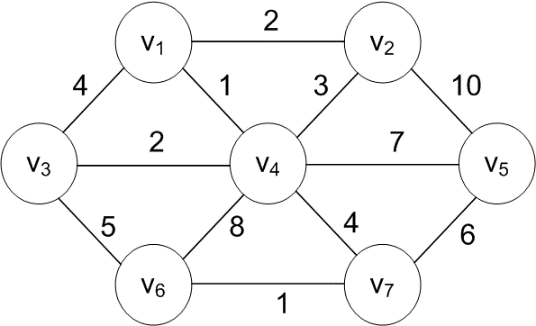 2
v₁ v₂
4 1 3 10
2 7
v₃ v₄ v₅
5 8 4 6
v₆ v₇
1